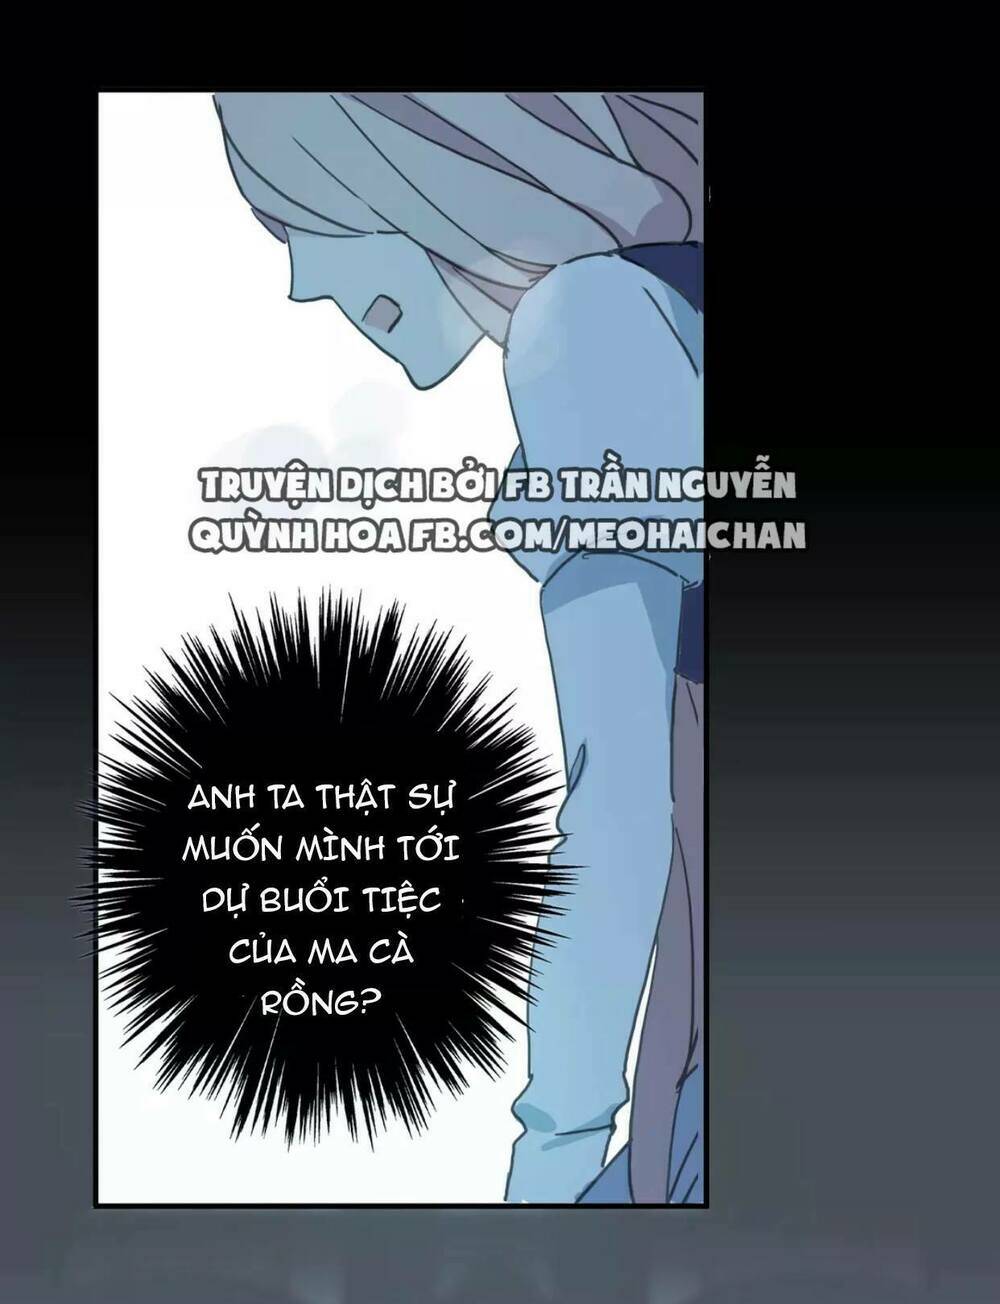 TRUYỆN DỊCH BỞI FB TRẦN NGUYỄN
QUỲNH HOA FB.COM/MEOHAICHAN
ANH TA THẬT SỰ
MUỐN MÌNH TỚI
DỰ BUỔI TIỆC
CỦA MA CÀ
RỒNG?